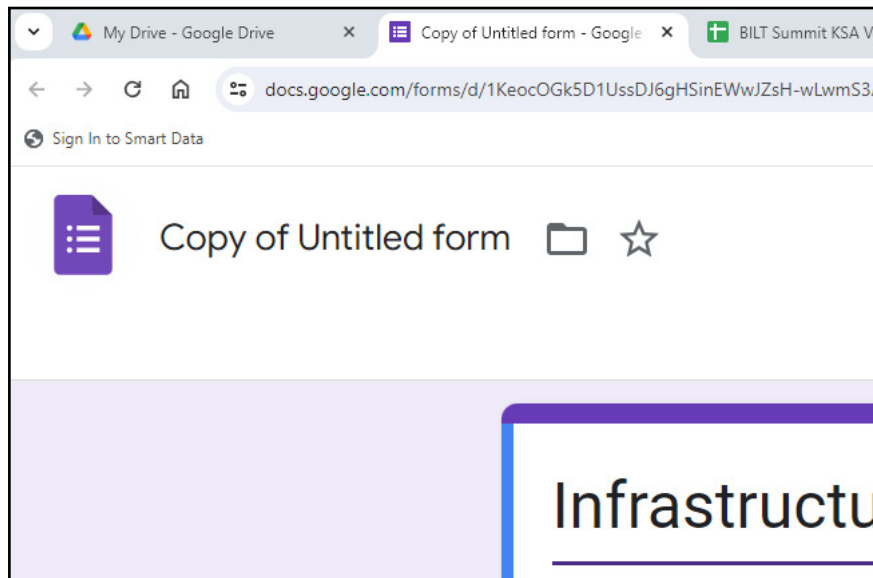 My Drive - Google Drive
Copy of Untitled form - Google
BILT Summit KSA V
docs.google.com/forms/d/1KeocOGk5D1UssDJ6gHSinEWwJZsH-wLwmS3
Sign In to Smart Data
Copy of Untitled form
Infrastructu